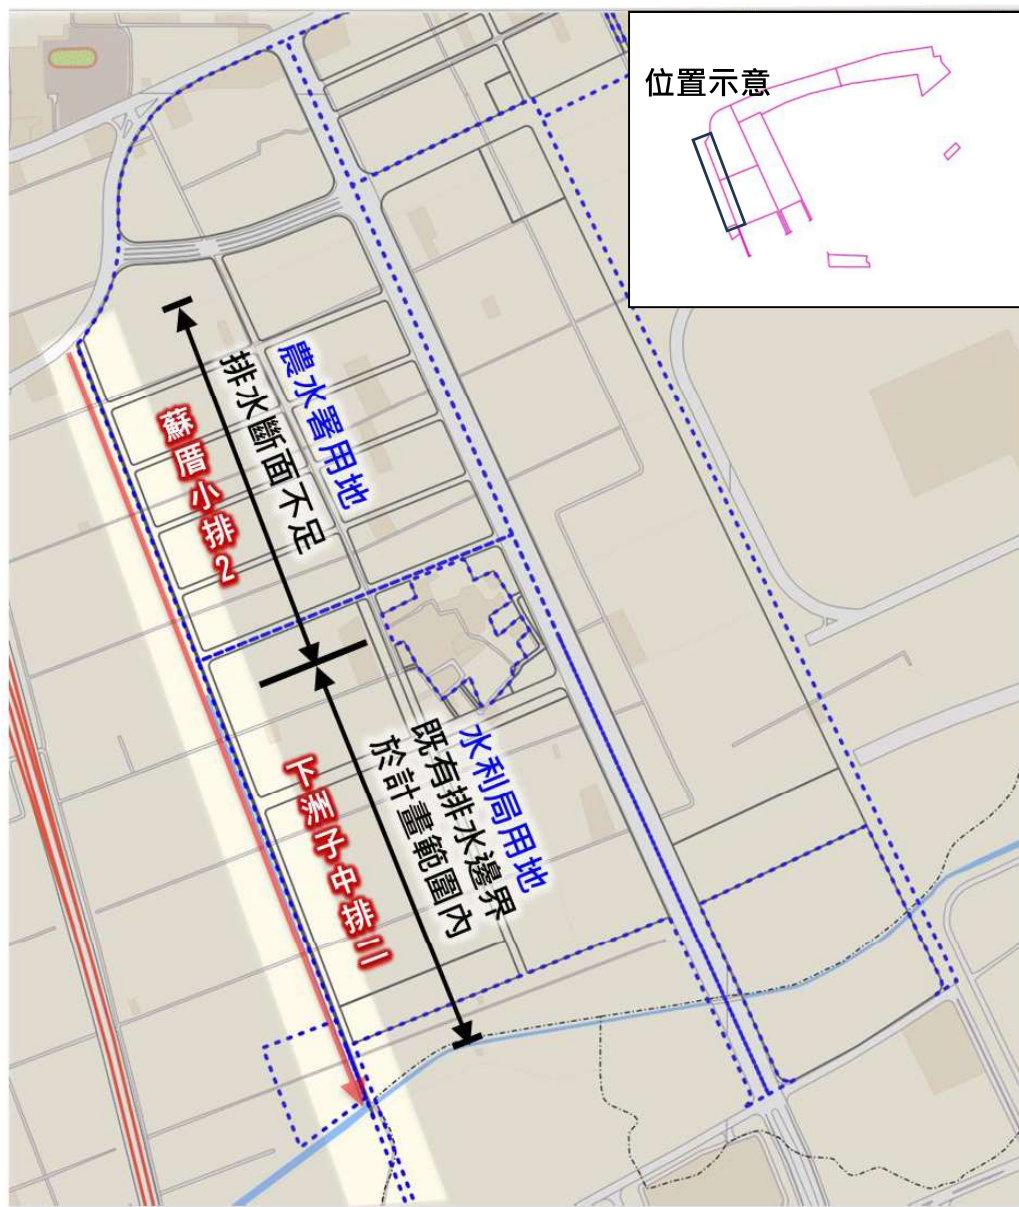 位置示意
農水署用地
排水斷面不足
蘇厝小排2
水利局用地
既有排水邊界
於計畫範圍內
下洲子中排二